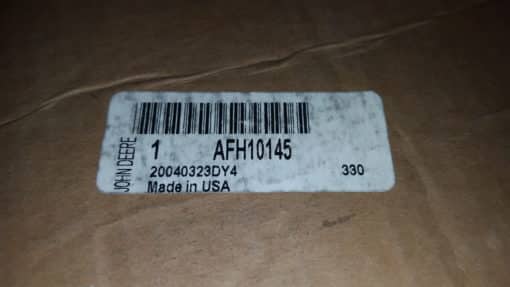 JOHN DEERE
1 AFH10145
20040323DY4 330
Made in USA